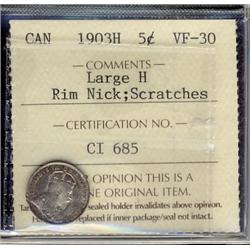 CAN 1903H 5¢ VF-30
COMMENTS
Large H
Rim Nick;Scratches
CERTIFICATION NO.
CI 685
OPINION THIS IS A
NE ORIGINAL ITEM.
sealed holder invalidates above opinion.
replaced if inner package/seal not intact.